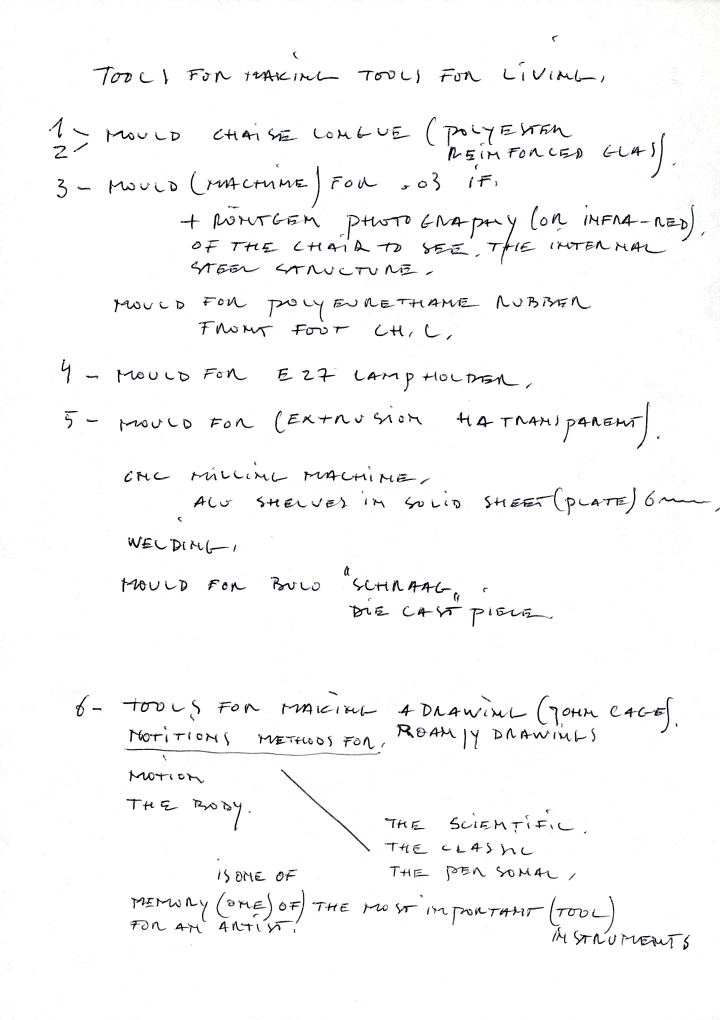 TOOLS FOR MAKING TOOLS FOR LIVING,
1
2 MOULD CHAISE LONGUE (POLYESTER
REINFORCED GLAS).
3 - MOULD (MACHINE) FOR .03 IF.
+ RÖNTGEN PHOTOGRAPHY (OR INFRA-RED).
OF THE CHAIR TO SEE THE INTERNAL
STEEL STRUCTURE.
MOULD FOR POLYEURETHANE RUBBER
FRONT FOOT CH. L.
4 - MOULD FOR E27 LAMPHOLDER.
5 - MOULD FOR (EXTRUSION TRANSPARENT).
CNC MILLING MACHINE,
ALU SHELVES IN SOLID SHEET (PLATE) 6mm,
WELDING,
MOULD FOR BULO "SCHRAAG"
DIE CAST PIECE.
6 - TOOLS FOR MAKING A DRAWING (JOHN CAGE).
NOTITIONS METHODS FOR, DRAWINGS
MOTION
THE BODY.
THE SCIENTIFIC.
THE CLASSIC
THE PERSONAL,
IS ONE OF
MEMORY (ONE) OF) THE MOST IMPORTANT (TOOL)
FOR AN ARTIST.
INSTRUMENTS